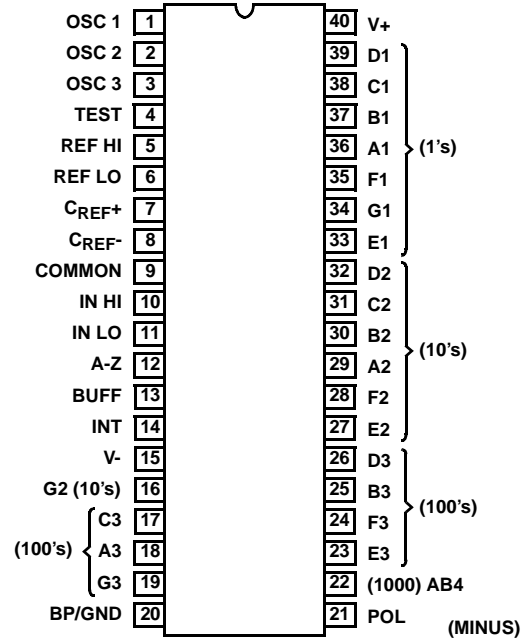 OSC 1 1 40 V+
OSC 2 2 39 D1
OSC 3 3 38 C1
TEST 4 37 B1
REF HI 5 36 A1 (1's)
REF LO 6 35 F1
CREF+ 7 34 G1
CREF- 8 33 E1
COMMON 9 32 D2
IN HI 10 31 C2
IN LO 11 30 B2
A-Z 12 29 A2 (10's)
BUFF 13 28 F2
INT 14 27 E2
V- 15 26 D3
G2 (10's) 16 25 B3 (100's)
C3 17 24 F3
(100's) A3 18 23 E3
G3 19 22 (1000) AB4
BP/GND 20 21 POL (MINUS)